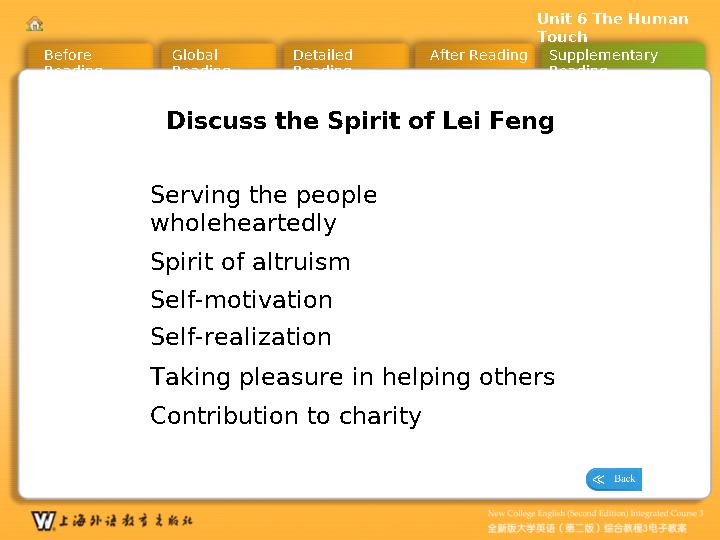 Unit 6 The Human
Touch
Before
Reading
Global
Reading
Detailed
Reading
After Reading
Supplementary
Reading
Discuss the Spirit of Lei Feng
Serving the people
wholeheartedly
Spirit of altruism
Self-motivation
Self-realization
Taking pleasure in helping others
Contribution to charity
Back
上海外语教育出版社
New College English (Second Edition) Integrated Course 3
全新版大学英语（第二版）综合教程3电子教案